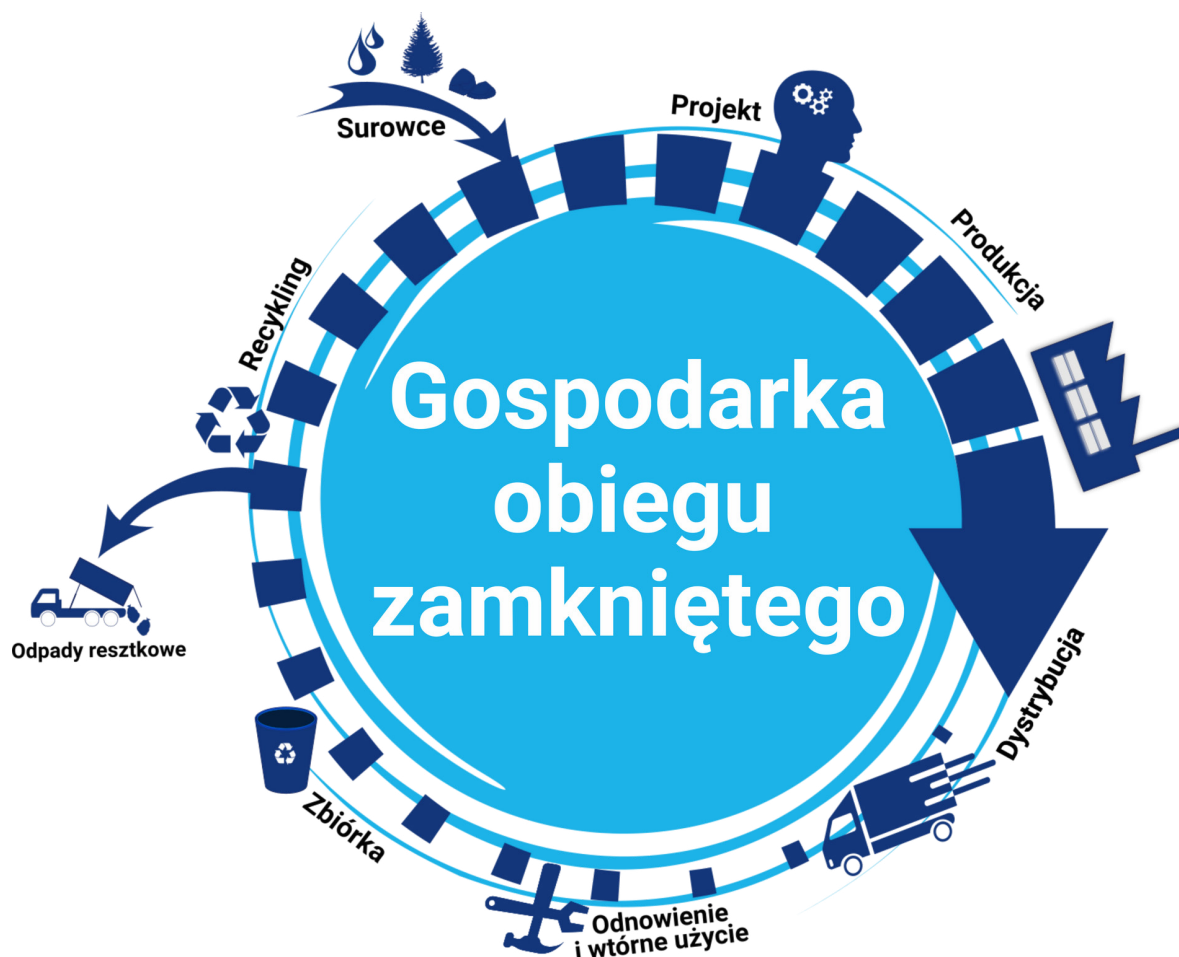 Surowce
Projekt
Produkcja
Recykling
Gospodarka
obiegu
zamkniętego
Odpady resztkowe
Dystrybucja
Zbiórka
Odnowienie
i wtórne użycie